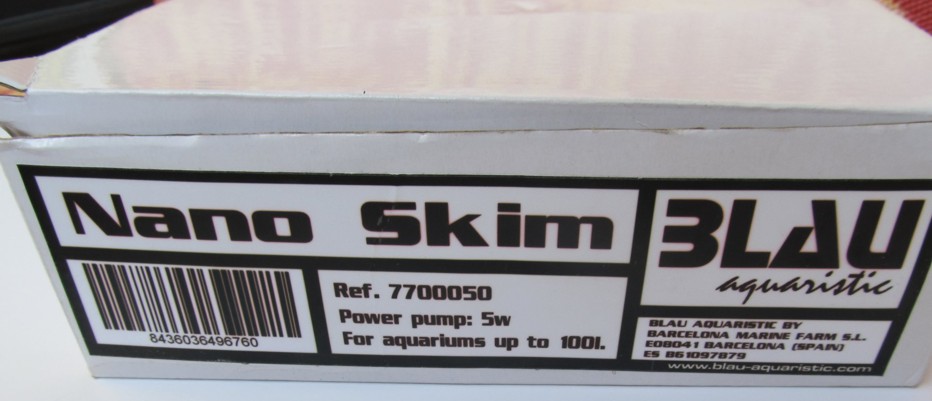 Nano Skim
BLAU
aquaristic
8436036496760
Ref. 7700050
Power pump: 5w
For aquariums up to 100l.
BLAU AQUARISTIC BY
BARCELONA MARINE FARM S.L.
E08041 BARCELONA (SPAIN)
ES B61097879
www.blau-aquaristic.com